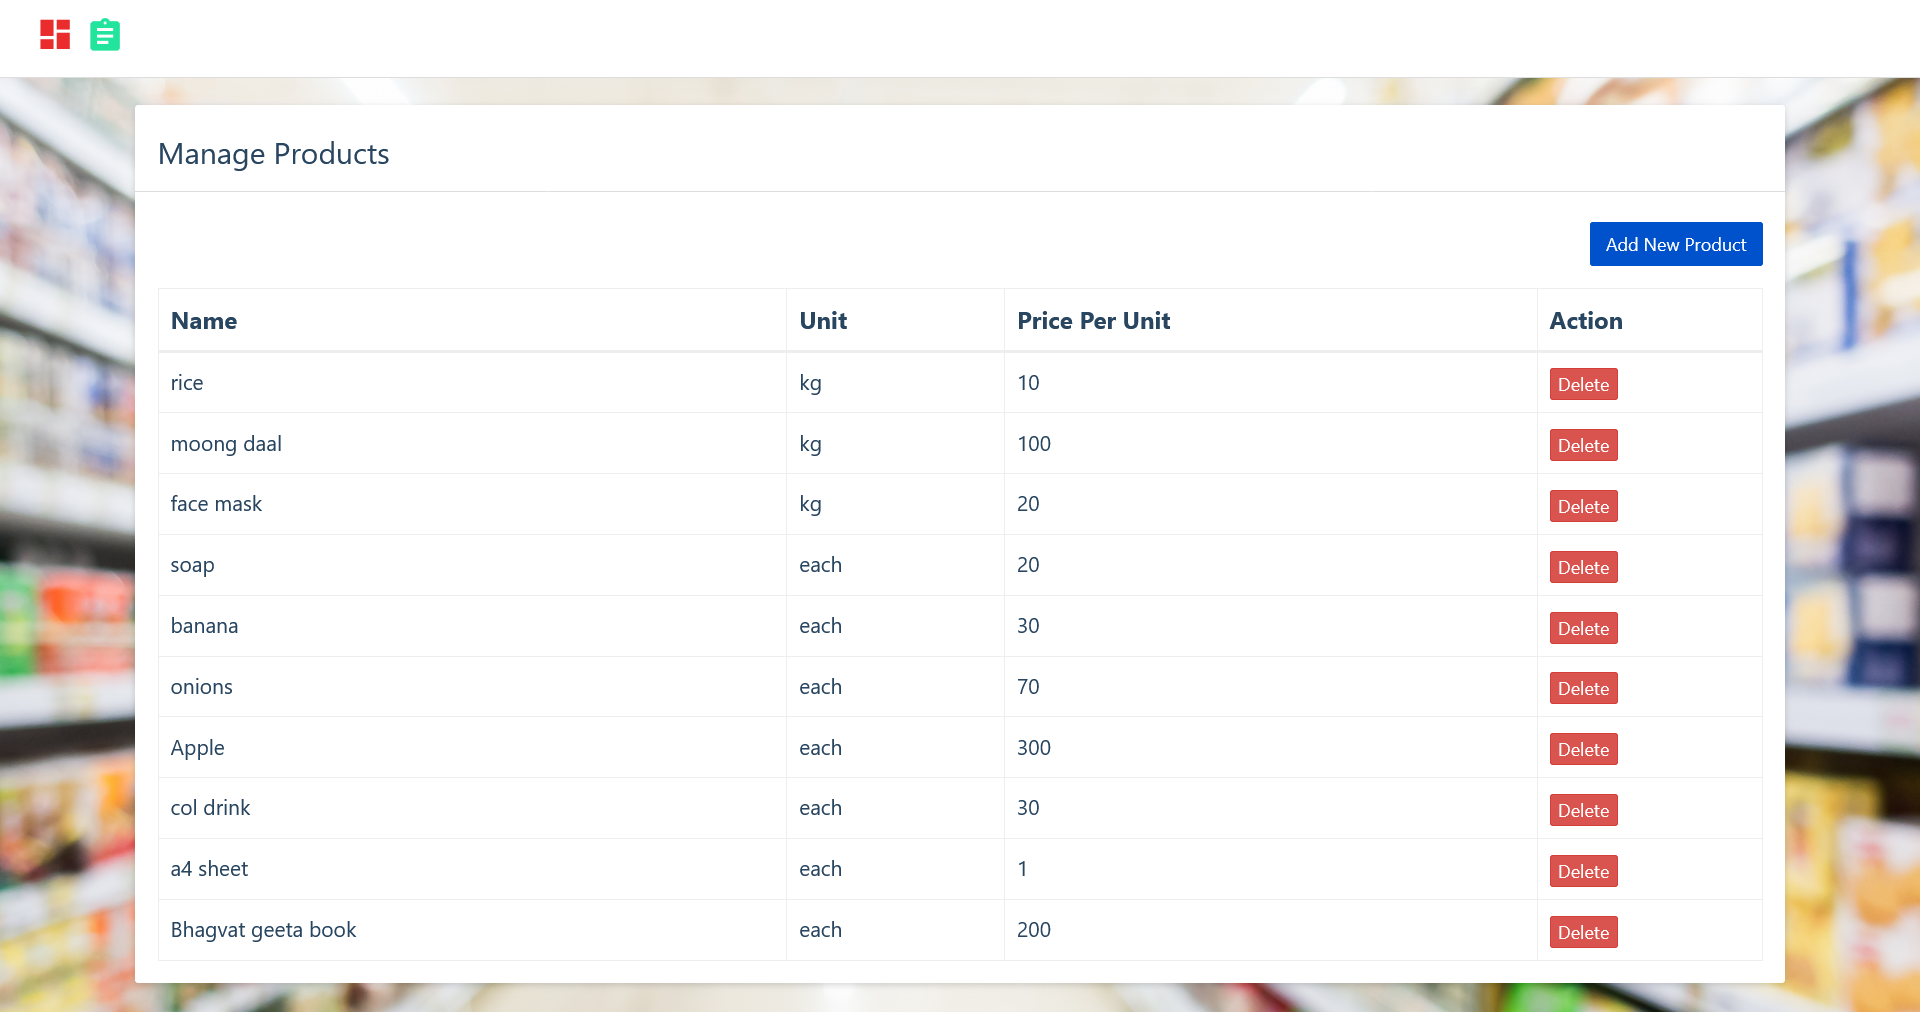 Manage Products
Add New Product
Name Unit Price Per Unit Action
rice kg 10 Delete
moong daal kg 100 Delete
face mask kg 20 Delete
soap each 20 Delete
banana each 30 Delete
onions each 70 Delete
Apple each 300 Delete
col drink each 30 Delete
a4 sheet each 1 Delete
Bhagvat geeta book each 200 Delete